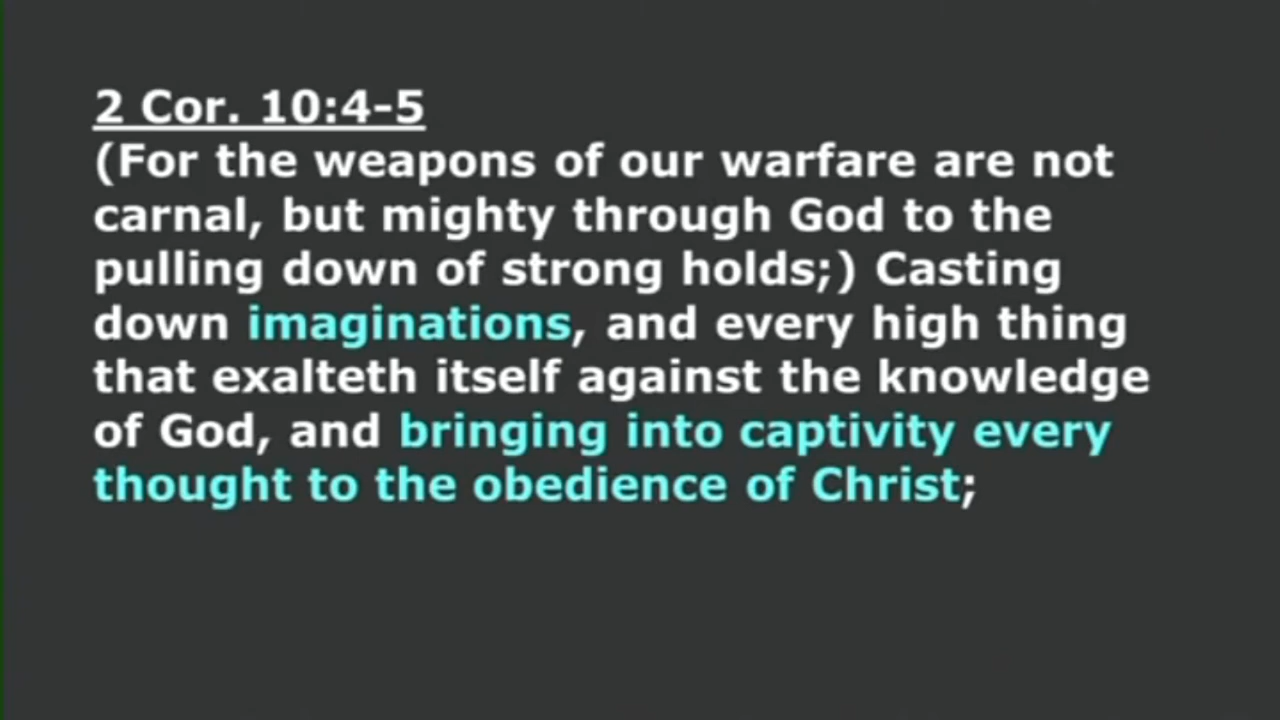 2 Cor. 10:4-5
(For the weapons of our warfare are not
carnal, but mighty through God to the
pulling down of strong holds;) Casting
down imaginations, and every high thing
that exalteth itself against the knowledge
of God, and bringing into captivity every
thought to the obedience of Christ;